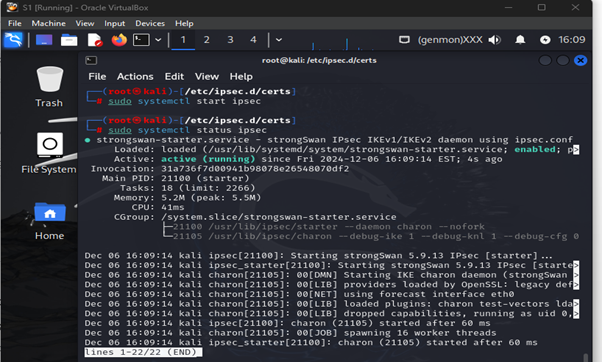 S1 [Running] - Oracle VirtualBox
File Machine View Input Devices Help
1 2 3 4 (genmon)XXX 16:09
root@kali: /etc/ipsec.d/certs
File Actions Edit View Help
Trash
File System
Home
(root㉿kali)-[/etc/ipsec.d/certs]
# sudo systemctl start ipsec
(root㉿kali)-[/etc/ipsec.d/certs]
# sudo systemctl status ipsec
● strongswan-starter.service - strongSwan IPsec IKEv1/IKEv2 daemon using ipsec.conf
Loaded: loaded (/usr/lib/systemd/system/strongswan-starter.service; enabled; p>
Active: active (running) since Fri 2024-12-06 16:09:14 EST; 4s ago
Invocation: 31a736f7d00941b98078e26548070df2
Main PID: 21100 (starter)
Tasks: 18 (limit: 2266)
Memory: 5.2M (peak: 5.5M)
CPU: 41ms
CGroup: /system.slice/strongswan-starter.service
├─21100 /usr/lib/ipsec/starter --daemon charon --nofork
└─21105 /usr/lib/ipsec/charon --debug-ike 1 --debug-knl 1 --debug-cfg 0
Dec 06 16:09:14 kali ipsec[21100]: Starting strongSwan 5.9.13 IPsec [starter]...
Dec 06 16:09:14 kali ipsec_starter[21100]: Starting strongSwan 5.9.13 IPsec [starte>
Dec 06 16:09:14 kali charon[21105]: 00[DMN] Starting IKE charon daemon (strongSwan >
Dec 06 16:09:14 kali charon[21105]: 00[LIB] providers loaded by OpenSSL: legacy def>
Dec 06 16:09:14 kali charon[21105]: 00[NET] using forecast interface eth0
Dec 06 16:09:14 kali charon[21105]: 00[LIB] loaded plugins: charon test-vectors lda>
Dec 06 16:09:14 kali charon[21105]: 00[LIB] dropped capabilities, running as uid 0,>
Dec 06 16:09:14 kali ipsec[21100]: charon (21105) started after 60 ms
Dec 06 16:09:14 kali charon[21105]: 00[JOB] spawning 16 worker threads
Dec 06 16:09:14 kali ipsec_starter[21100]: charon (21105) started after 60 ms
lines 1-22/22 (END)